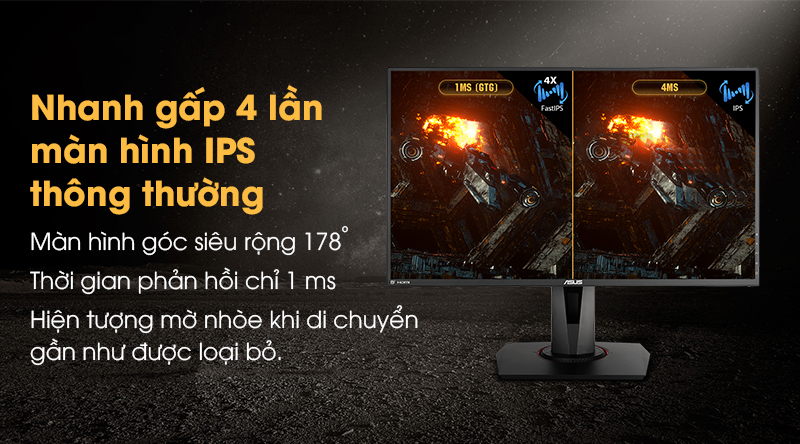 Nhanh gấp 4 lần
màn hình IPS
thông thường
Màn hình góc siêu rộng 178°
Thời gian phản hồi chỉ 1 ms
Hiện tượng mờ nhòe khi di chuyển
gần như được loại bỏ.
1MS (GTG)
4X
FastIPS
4MS
IPS
HDMI
ASUS